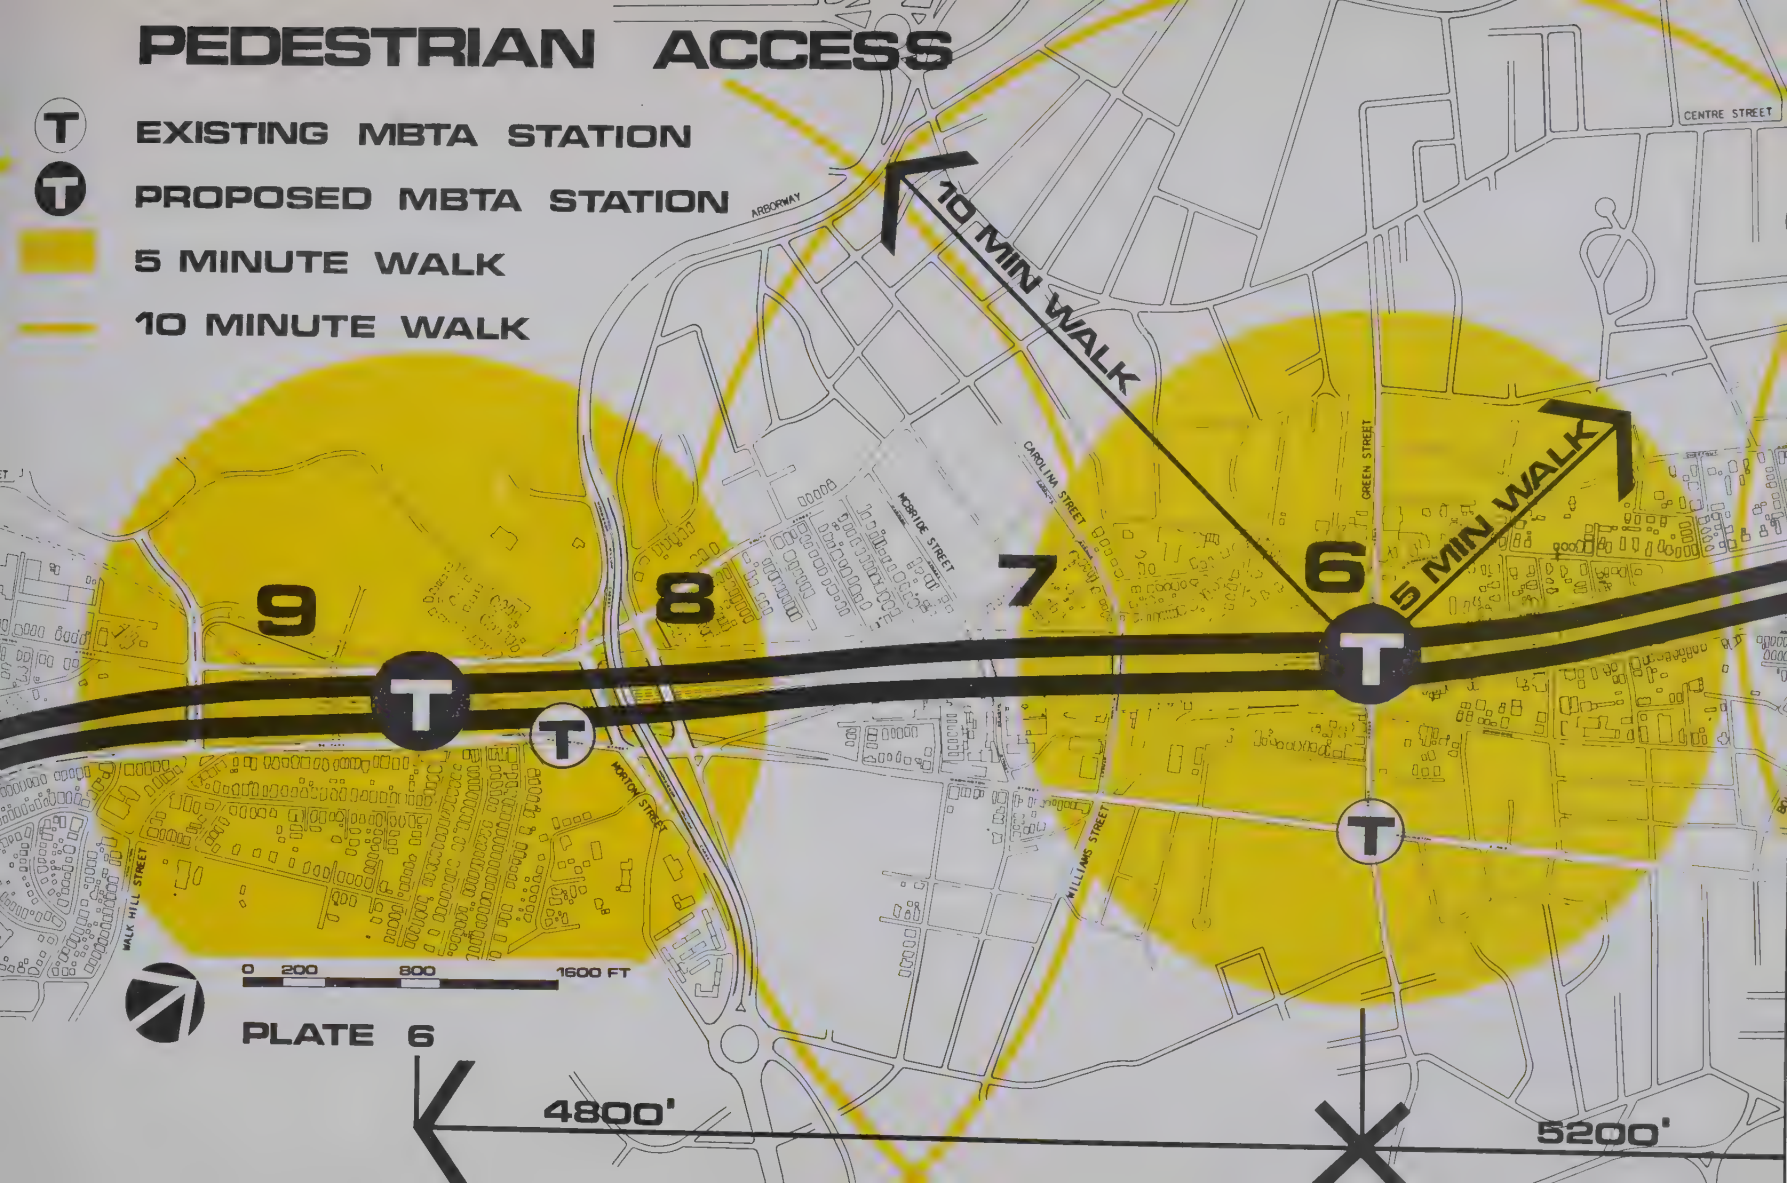 PEDESTRIAN ACCESS
T EXISTING MBTA STATION
T PROPOSED MBTA STATION
5 MINUTE WALK
10 MINUTE WALK
CENTRE STREET
ARBORWAY
10 MIN WALK
5 MIN WALK
GREEN STREET
CAROLINA STREET
MCBRIDE STREET
9
8
7
6
T
T
T
T
MORTON STREET
WILLIAMS STREET
WALK HILL STREET
0 200 800 1600 FT
PLATE 6
4800'
5200'